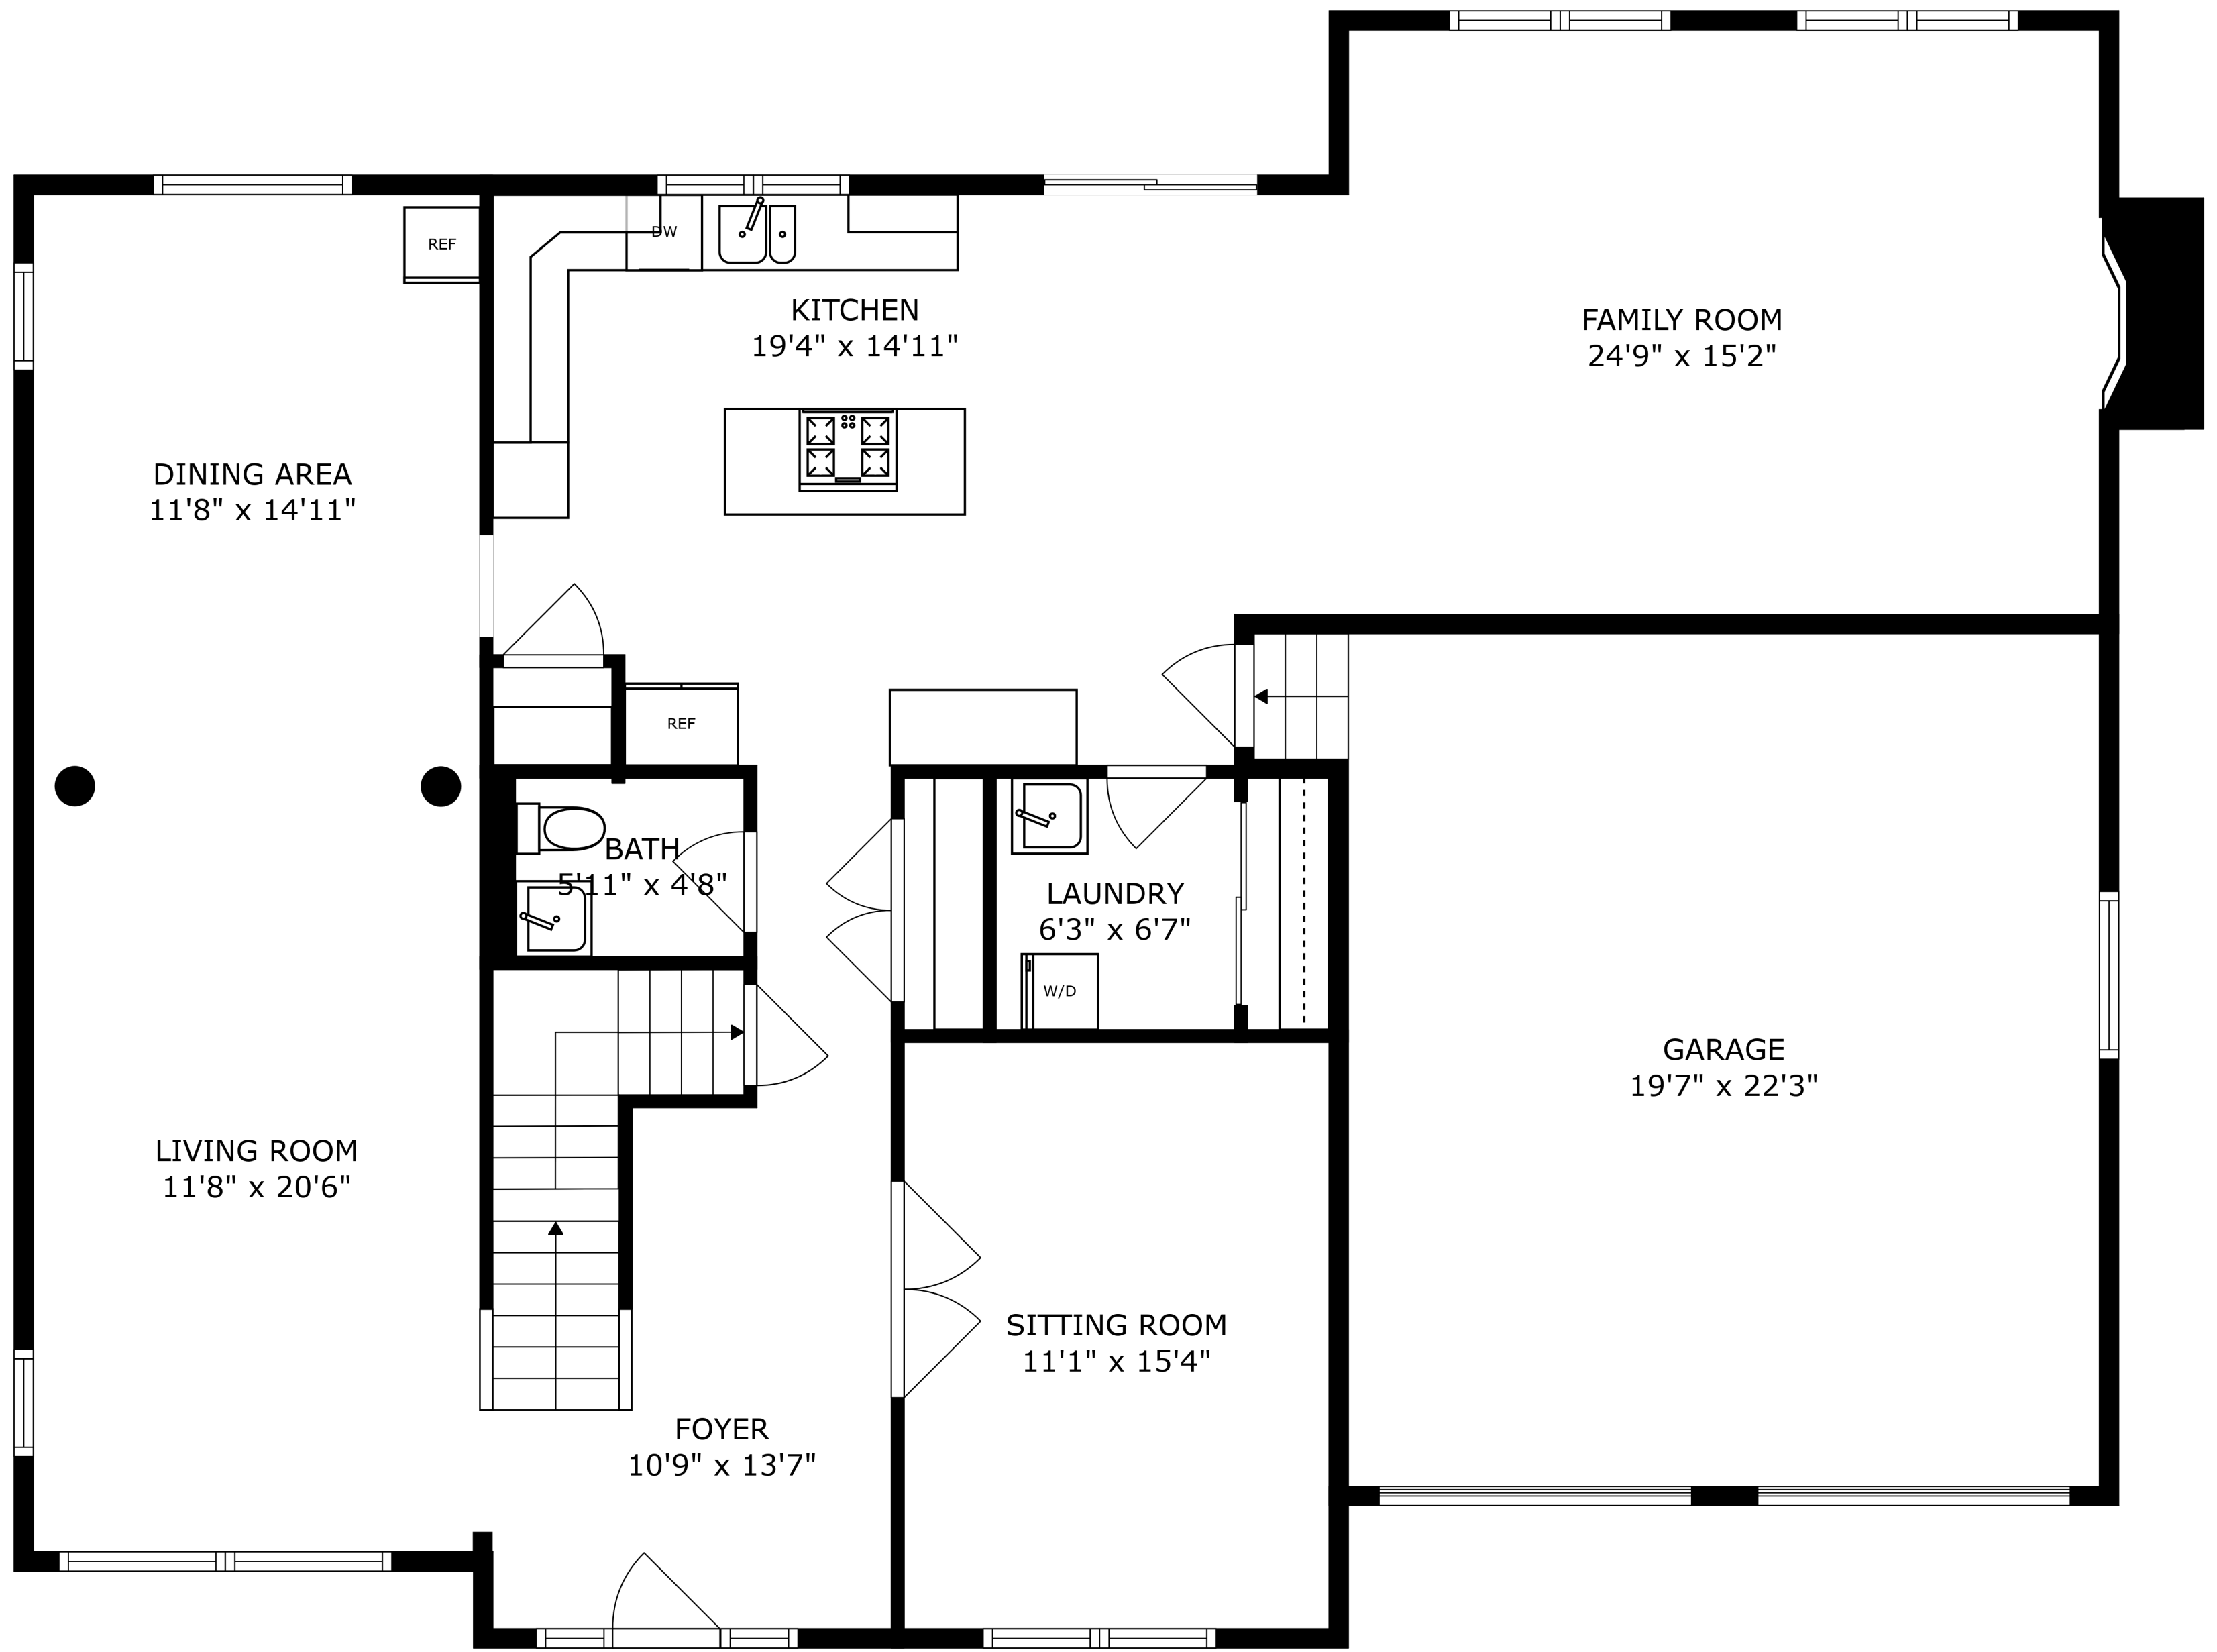 REF
DW
KITCHEN
19'4" x 14'11"
FAMILY ROOM
24'9" x 15'2"
DINING AREA
11'8" x 14'11"
REF
BATH
5'11" x 4'8"
LAUNDRY
6'3" x 6'7"
W/D
GARAGE
19'7" x 22'3"
LIVING ROOM
11'8" x 20'6"
SITTING ROOM
11'1" x 15'4"
FOYER
10'9" x 13'7"